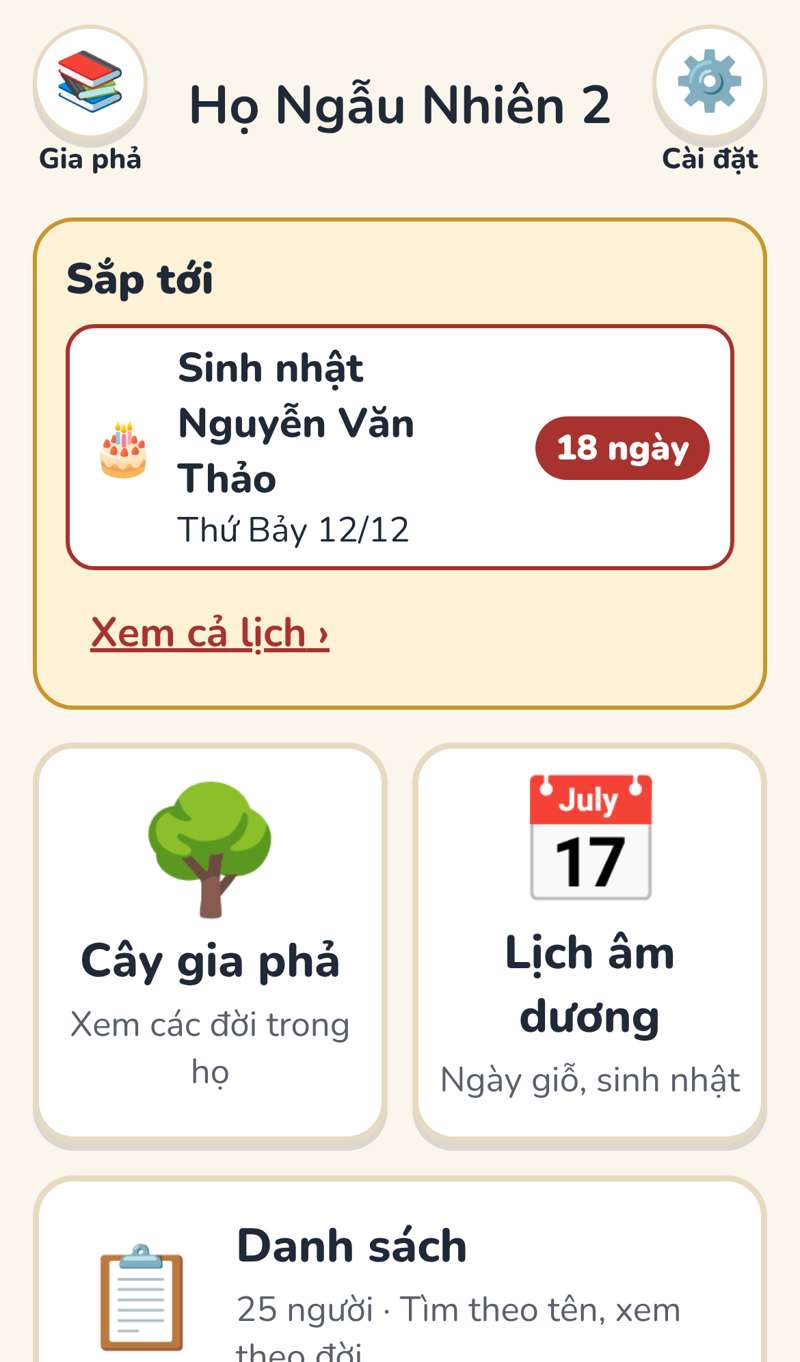 Họ Ngẫu Nhiên 2
Gia phả
Cài đặt
Sắp tới
Sinh nhật
Nguyễn Văn
Thảo
Thứ Bảy 12/12
18 ngày
Xem cả lịch ›
July
17
Cây gia phả
Xem các đời trong
họ
Lịch âm
dương
Ngày giỗ, sinh nhật
Danh sách
25 người · Tìm theo tên, xem
theo đời